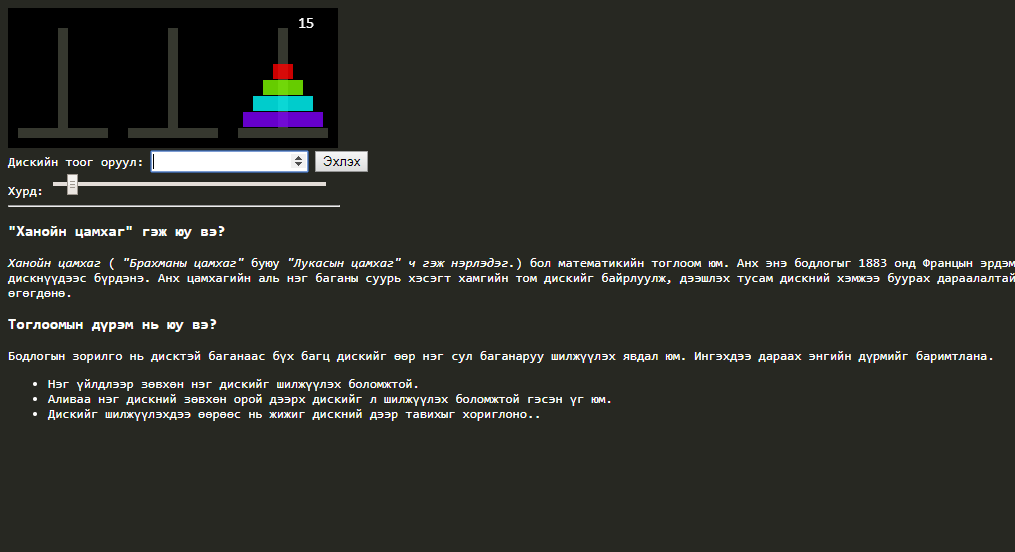 15
Дискийн тоог оруул: Эхлэх
Хурд:
"Ханойн цамхаг" гэж юу вэ?
Ханойн цамхаг ( "Брахманы цамхаг" буюу "Лукасын цамхаг" ч гэж нэрлэдэг.) бол математикийн тоглоом юм. Анх энэ бодлогыг 1883 онд Францын эрдэм
дискнүүдээс бүрдэнэ. Анх цамхагийн аль нэг баганы суурь хэсэгт хамгийн том дискийг байрлуулж, дээшлэх тусам дискний хэмжээ буурах дараалалтай
өгөгдөнө.
Тоглоомын дүрэм нь юу вэ?
Бодлогын зорилго нь дисктэй баганаас бүх багц дискийг өөр нэг сул баганаруу шилжүүлэх явдал юм. Ингэхдээ дараах энгийн дүрмийг баримтлана.
• Нэг үйлдлээр зөвхөн нэг дискийг шилжүүлэх боломжтой.
• Аливаа нэг дискний зөвхөн орой дээрх дискийг л шилжүүлэх боломжтой гэсэн үг юм.
• Дискийг шилжүүлэхдээ өөрөөс нь жижиг дискний дээр тавихыг хориглоно..